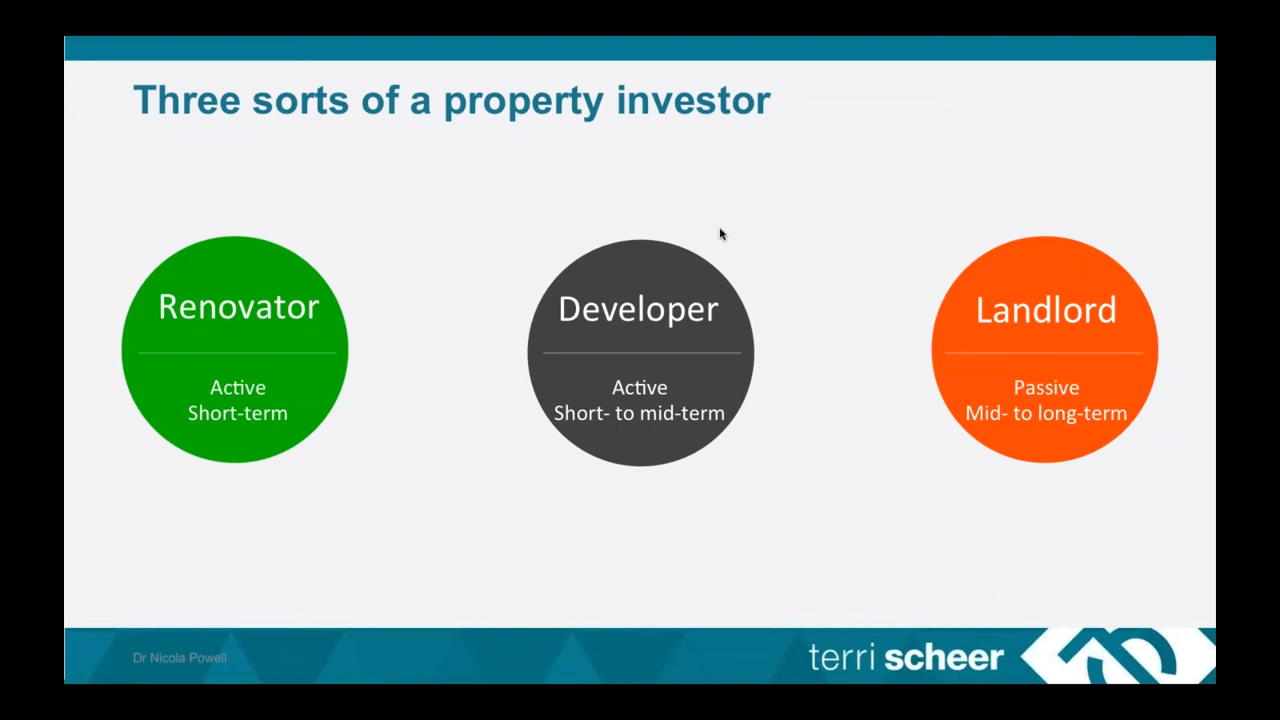 Three sorts of a property investor
Renovator
Active
Short-term
Developer
Active
Short- to mid-term
Landlord
Passive
Mid- to long-term
Dr Nicola Powell
terri scheer